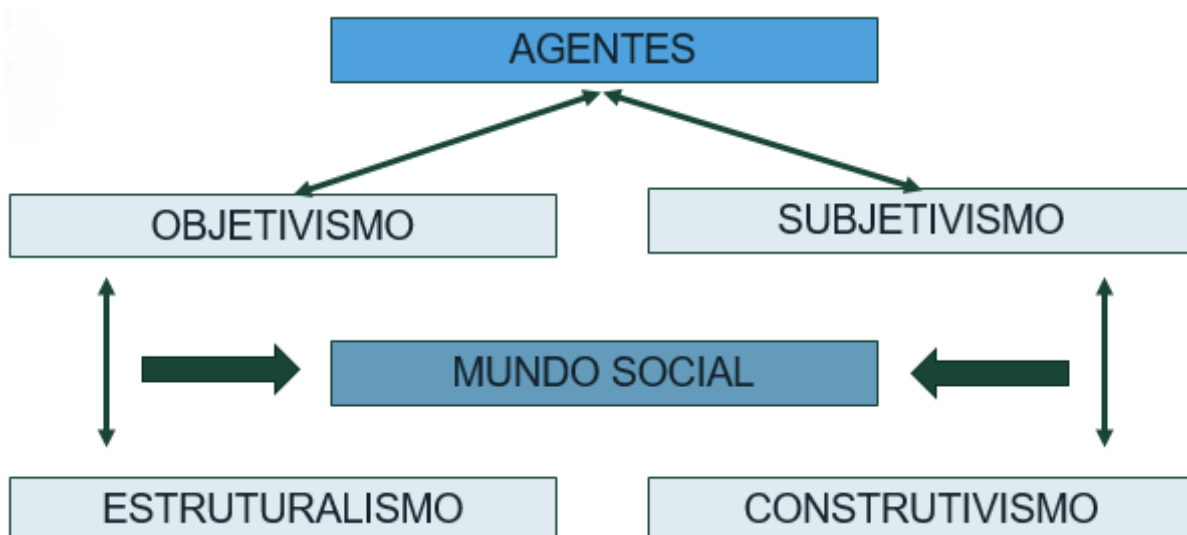 AGENTES
OBJETIVISMO
SUBJETIVISMO
MUNDO SOCIAL
ESTRUTURALISMO
CONSTRUTIVISMO